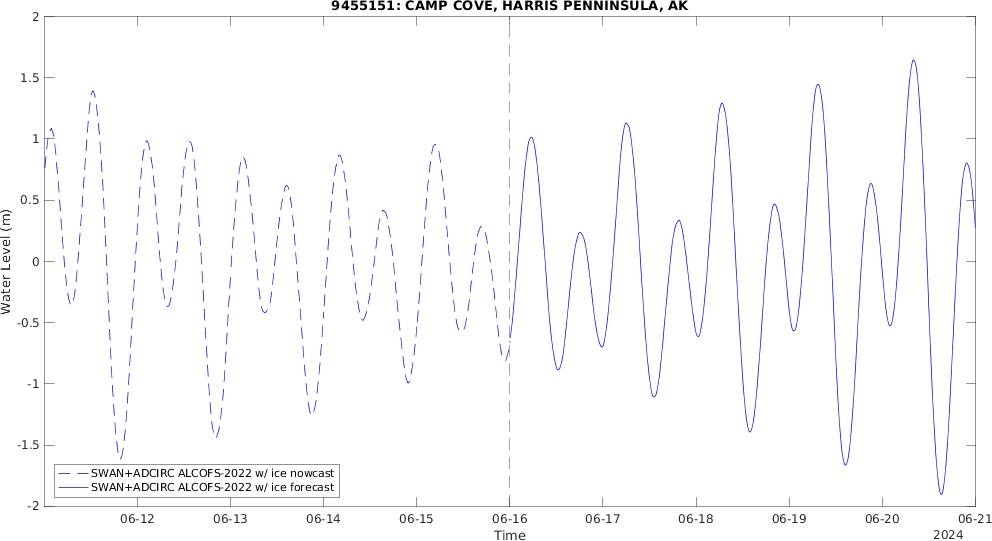 9455151: CAMP COVE, HARRIS PENNINSULA, AK
2
1.5
1
0.5
0
-0.5
-1
-1.5
-2
Water Level (m)
SWAN+ADCIRC ALCOFS-2022 w/ ice nowcast
SWAN+ADCIRC ALCOFS-2022 w/ ice forecast
06-12 06-13 06-14 06-15 06-16 06-17 06-18 06-19 06-20 06-21
Time
2024